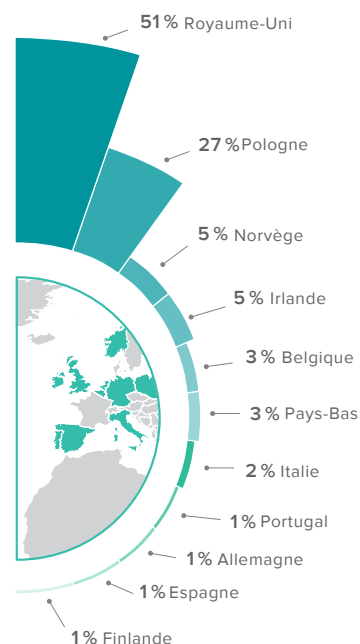 51 % Royaume-Uni
27 % Pologne
5 % Norvège
5 % Irlande
3 % Belgique
3 % Pays-Bas
2 % Italie
1 % Portugal
1 % Allemagne
1 % Espagne
1 % Finlande